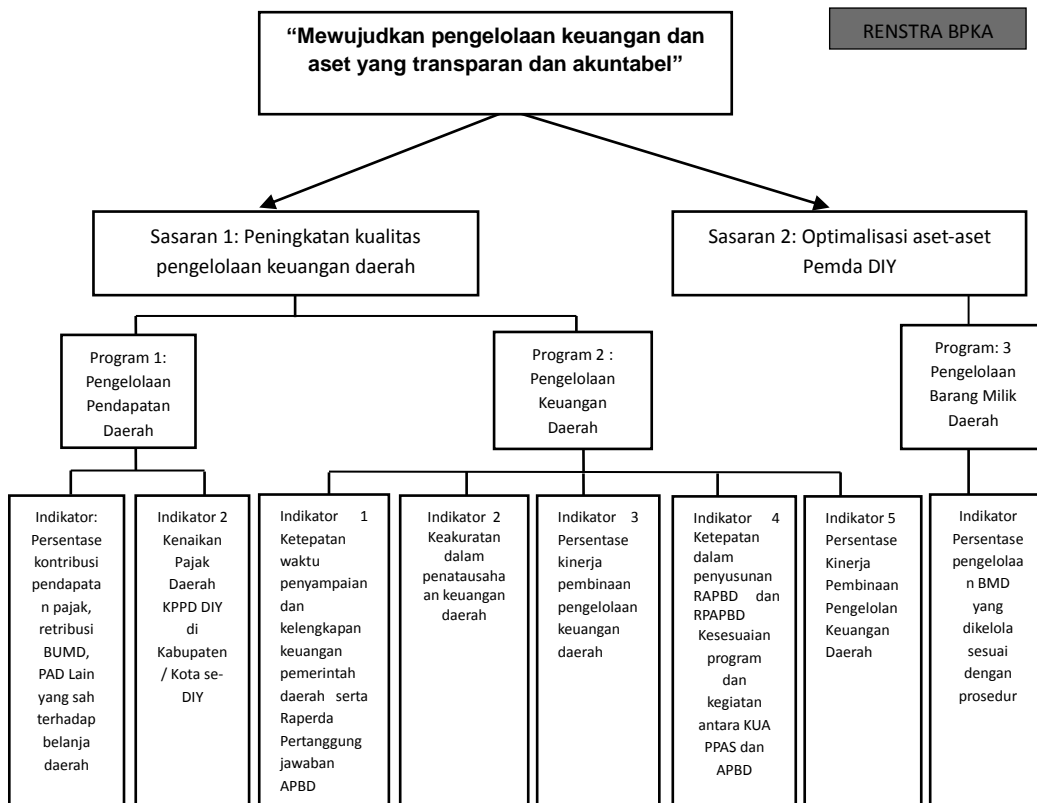 “Mewujudkan pengelolaan keuangan dan
aset yang transparan dan akuntabel”
RENSTRA BPKA
Sasaran 1: Peningkatan kualitas
pengelolaan keuangan daerah
Sasaran 2: Optimalisasi aset-aset
Pemda DIY
Program 1:
Pengelolaan
Pendapatan
Daerah
Program 2 :
Pengelolaan
Keuangan
Daerah
Program: 3
Pengelolaan
Barang Milik
Daerah
Indikator:
Persentase
kontribusi
pendapata
n pajak,
retribusi
BUMD,
PAD Lain
yang sah
terhadap
belanja
daerah
Indikator 2
Kenaikan
Pajak
Daerah
KPPD DIY
di
Kabupaten
/ Kota se-
DIY
Indikator 1
Ketepatan
waktu
penyampaian
dan
kelengkapan
keuangan
pemerintah
daerah serta
Raperda
Pertanggung
jawaban
APBD
Indikator 2
Keakuratan
dalam
penatausaha
an keuangan
daerah
Indikator 3
Persentase
kinerja
pembinaan
pengelolaan
keuangan
daerah
Indikator 4
Ketepatan
dalam
penyusunan
RAPBD dan
RPAPBD
Kesesuaian
program
dan
kegiatan
antara KUA
PPAS dan
APBD
Indikator 5
Persentase
Kinerja
Pembinaan
Pengelolan
Keuangan
Daerah
Indikator
Persentase
pengelolaa
n BMD
yang
dikelola
sesuai
dengan
prosedur